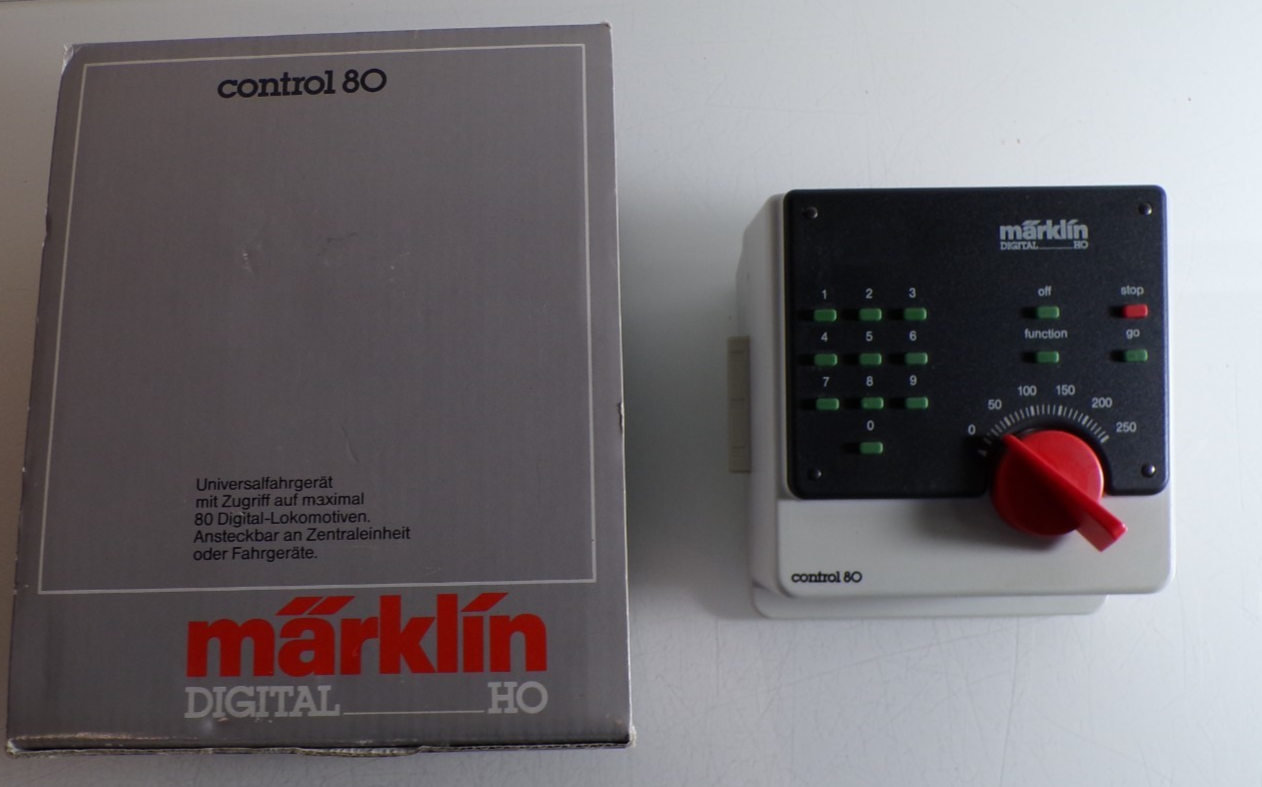 control 80
Universalfahrgerät
mit Zugriff auf maximal
80 Digital-Lokomotiven.
Ansteckbar an Zentraleinheit
oder Fahrgeräte.
märklín
DIGITAL HO
märklín
DIGITAL HO
1 2 3 off stop
4 5 6 function go
7 8 9
0
0 50 100 150 200 250
control 80